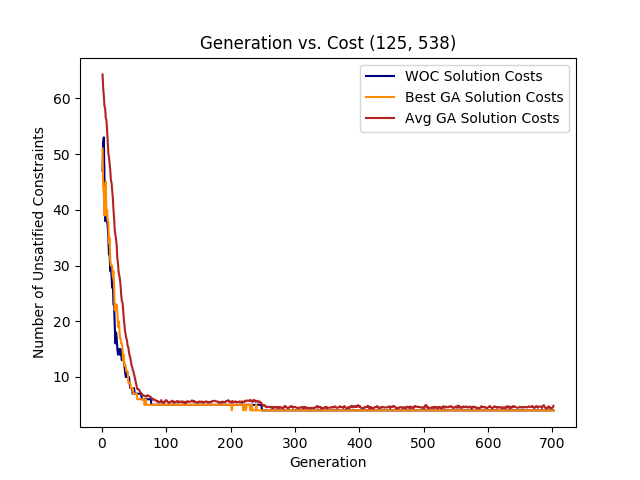 Generation vs. Cost (125, 538)
WOC Solution Costs
Best GA Solution Costs
Avg GA Solution Costs
Number of Unsatified Constraints
60
50
40
30
20
10
0 100 200 300 400 500 600 700
Generation